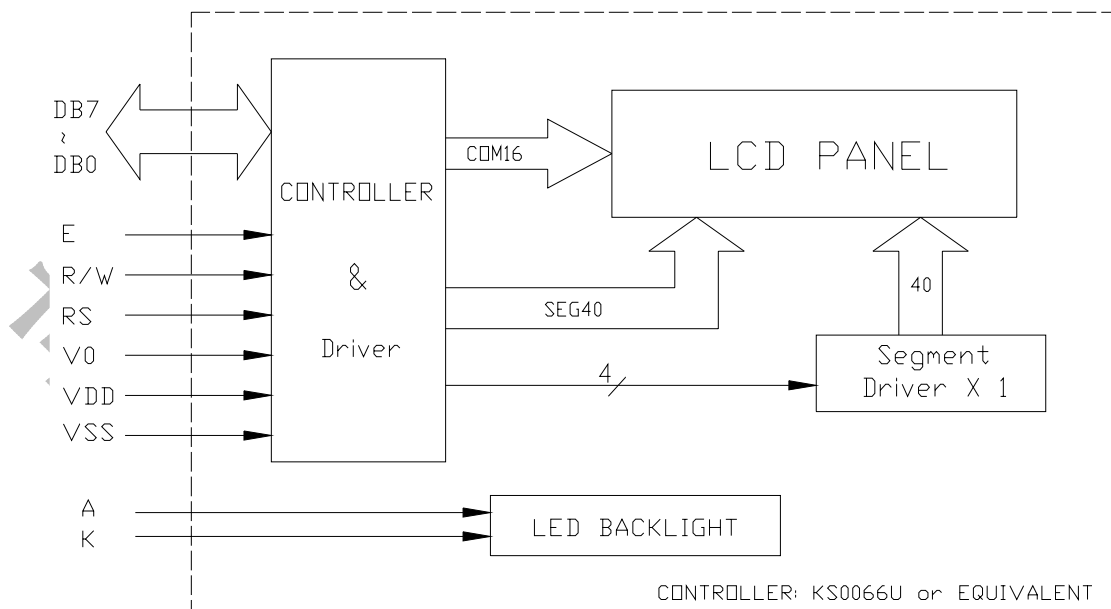 DB7
~
DB0
E
R/W
RS
V0
VDD
VSS
A
K
CONTROLLER
&
Driver
COM16
SEG40
4
LCD PANEL
40
Segment
Driver X 1
LED BACKLIGHT
CONTROLLER: KS0066U or EQUIVALENT